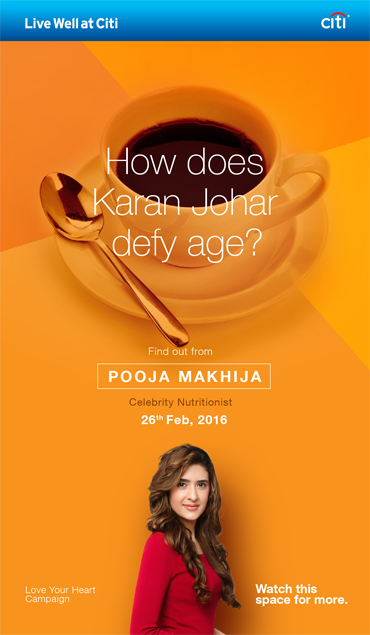 Live Well at Citi
citi
How does
Karan Johar
defy age?
Find out from
POOJA MAKHIJA
Celebrity Nutritionist
26th Feb, 2016
Love Your Heart
Campaign
Watch this
space for more.